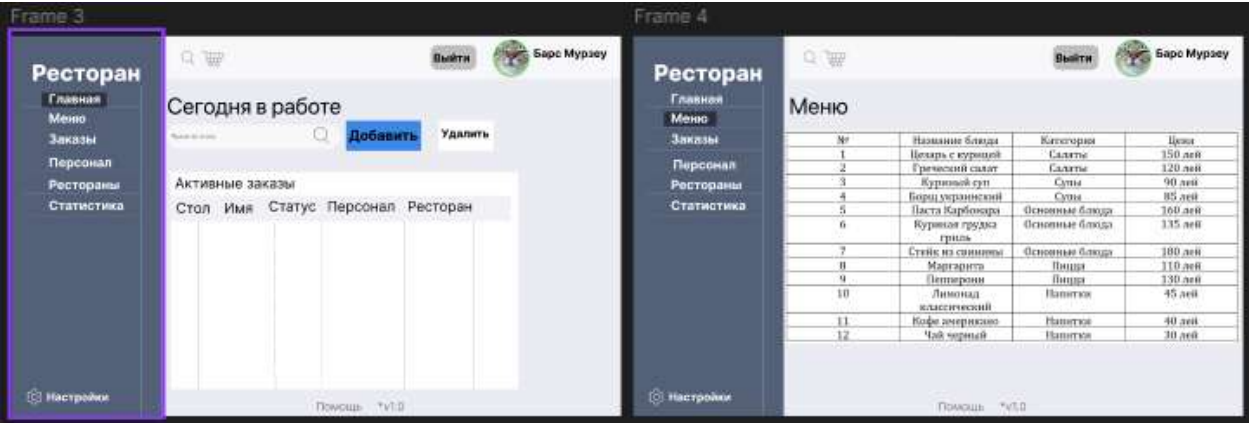 Frame 3
Ресторан
Главная
Меню
Заказы
Персонал
Рестораны
Статистика
Настройки
Выйти
Барс Мурзеу
Сегодня в работе
Добавить
Удалить
Активные заказы
Стол Имя Статус Персонал Ресторан
Помощь *v1.0
Frame 4
Ресторан
Главная
Меню
Заказы
Персонал
Рестораны
Статистика
Настройки
Выйти
Барс Мурзеу
Меню
№ Название блюда Категория Цена
1 Цезарь с курицей Салаты 150 лей
2 Греческий салат Салаты 120 лей
3 Куриный суп Супы 90 лей
4 Борщ украинский Супы 85 лей
5 Паста Карбонара Основные блюда 160 лей
6 Куриная грудка гриль Основные блюда 135 лей
7 Стейк из свинины Основные блюда 180 лей
8 Маргарита Пицца 110 лей
9 Пепперони Пицца 130 лей
10 Лимонад классический Напитки 45 лей
11 Кофе американо Напитки 40 лей
12 Чай черный Напитки 30 лей
Помощь *v1.0